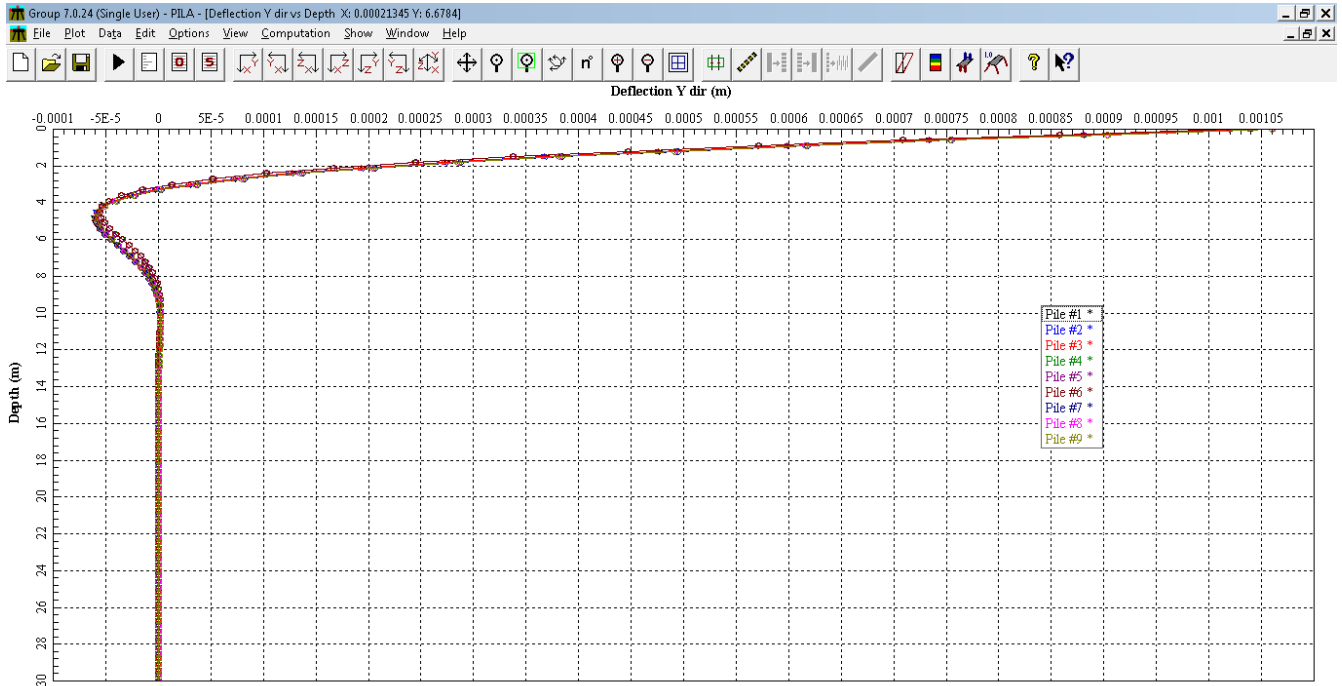 Group 7.0.24 (Single User) - PILA - [Deflection Y dir vs Depth X: 0.00021345 Y: 6.6784]
File Plot Data Edit Options View Computation Show Window Help
Deflection Y dir (m)
-0.0001 -5E-5 0 5E-5 0.0001 0.00015 0.0002 0.00025 0.0003 0.00035 0.0004 0.00045 0.0005 0.00055 0.0006 0.00065 0.0007 0.00075 0.0008 0.00085 0.0009 0.00095 0.001 0.00105
0
2
4
6
8
10
12
14
16
18
20
22
24
26
28
30
Depth (m)
Pile #1 *
Pile #2 *
Pile #3 *
Pile #4 *
Pile #5 *
Pile #6 *
Pile #7 *
Pile #8 *
Pile #9 *